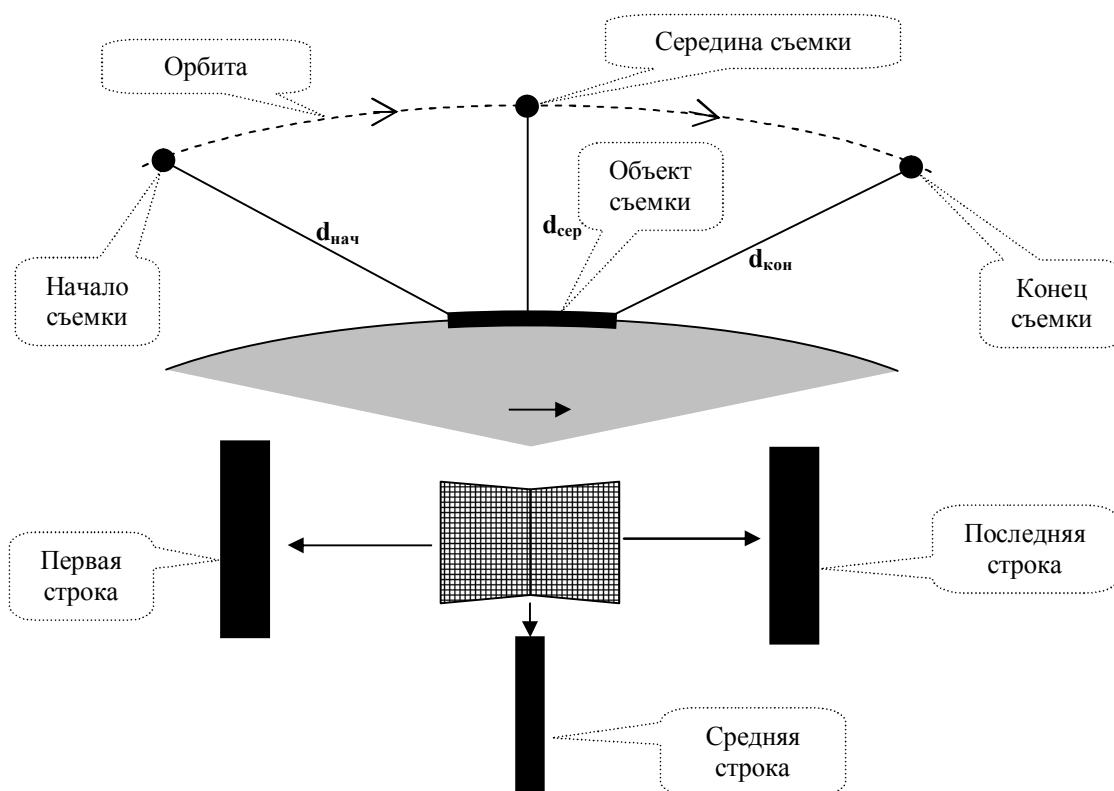 Середина съемки
Орбита
Объект
съемки
dнач
dсер
dкон
Начало
съемки
Конец
съемки
Первая
строка
Последняя
строка
Средняя
строка